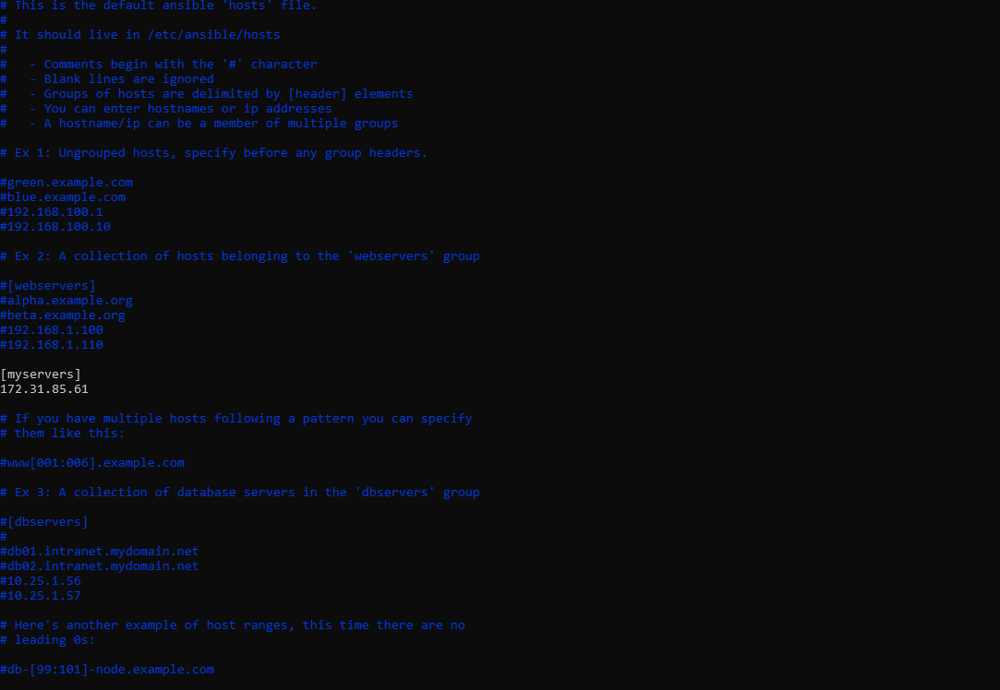 # This is the default ansible 'hosts' file.
#
# It should live in /etc/ansible/hosts
#
#   - Comments begin with the '#' character
#   - Blank lines are ignored
#   - Groups of hosts are delimited by [header] elements
#   - You can enter hostnames or ip addresses
#   - A hostname/ip can be a member of multiple groups
# Ex 1: Ungrouped hosts, specify before any group headers.
#green.example.com
#blue.example.com
#192.168.100.1
#192.168.100.10
# Ex 2: A collection of hosts belonging to the 'webservers' group
#[webservers]
#alpha.example.org
#beta.example.org
#192.168.1.100
#192.168.1.110
[myservers]
172.31.85.61
# If you have multiple hosts following a pattern you can specify
# them like this:
#www[001:006].example.com
# Ex 3: A collection of database servers in the 'dbservers' group
#[dbservers]
#
#db01.intranet.mydomain.net
#db02.intranet.mydomain.net
#10.25.1.56
#10.25.1.57
# Here's another example of host ranges, this time there are no
# leading 0s:
#db-[99:101]-node.example.com